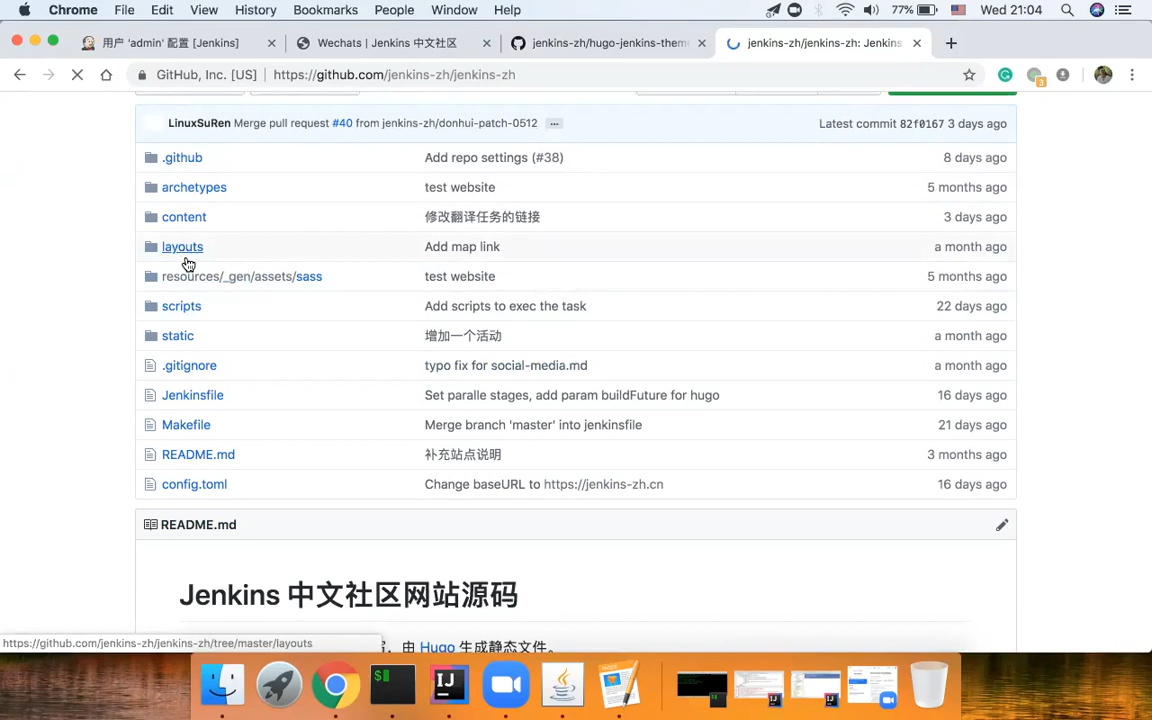 Chrome File Edit View History Bookmarks People Window Help 77% Wed 21:04
用户 'admin' 配置 [Jenkins] Wechats | Jenkins 中文社区 jenkins-zh/hugo-jenkins-them jenkins-zh/jenkins-zh: Jenkins
GitHub, Inc. [US] https://github.com/jenkins-zh/jenkins-zh 3
LinuxSuRen Merge pull request #40 from jenkins-zh/donhui-patch-0512 ... Latest commit 82f0167 3 days ago
.github Add repo settings (#38) 8 days ago
archetypes test website 5 months ago
content 修改翻译任务的链接 3 days ago
layouts Add map link a month ago
resources/_gen/assets/sass test website 5 months ago
scripts Add scripts to exec the task 22 days ago
static 增加一个活动 a month ago
.gitignore typo fix for social-media.md a month ago
Jenkinsfile Set paralle stages, add param buildFuture for hugo 16 days ago
Makefile Merge branch 'master' into jenkinsfile 21 days ago
README.md 补充站点说明 3 months ago
config.toml Change baseURL to https://jenkins-zh.cn 16 days ago
README.md
Jenkins 中文社区网站源码
https://github.com/jenkins-zh/jenkins-zh/tree/master/layouts
，由 Hugo 生成静态文件。
$ IJ